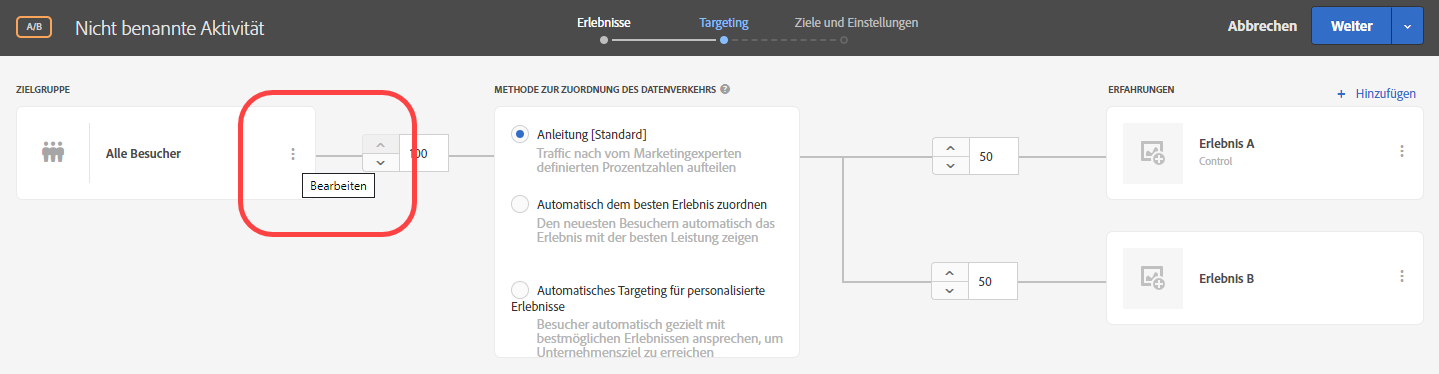 A/B
Nicht benannte Aktivität
Erlebnisse
Targeting
Ziele und Einstellungen
Abbrechen
Weiter
ZIELGRUPPE
Alle Besucher
Bearbeiten
100
METHODE ZUR ZUORDNUNG DES DATENVERKEHRS ?
Anleitung [Standard]
Traffic nach vom Marketingexperten
definierten Prozentzahlen aufteilen
Automatisch dem besten Erlebnis zuordnen
Den neuesten Besuchern automatisch das
Erlebnis mit der besten Leistung zeigen
Automatisches Targeting für personalisierte
Erlebnisse
Besucher automatisch gezielt mit
bestmöglichen Erlebnissen ansprechen, um
Unternehmensziel zu erreichen
50
50
ERFAHRUNGEN
+ Hinzufügen
Erlebnis A
Control
Erlebnis B